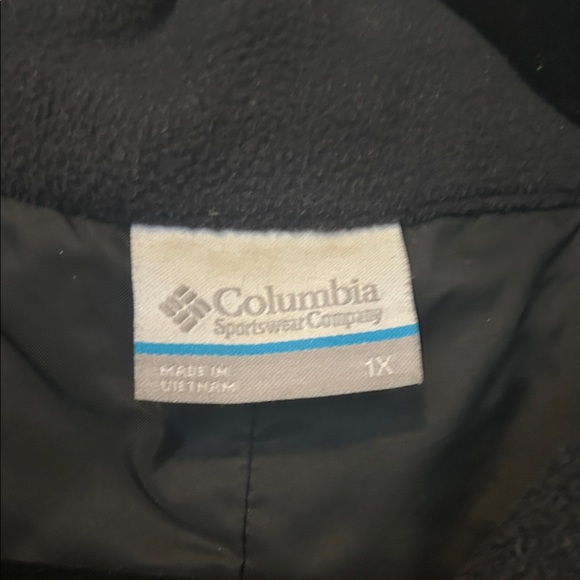 Columbia
Sportswear Company
MADE IN
VIETNAM
1X